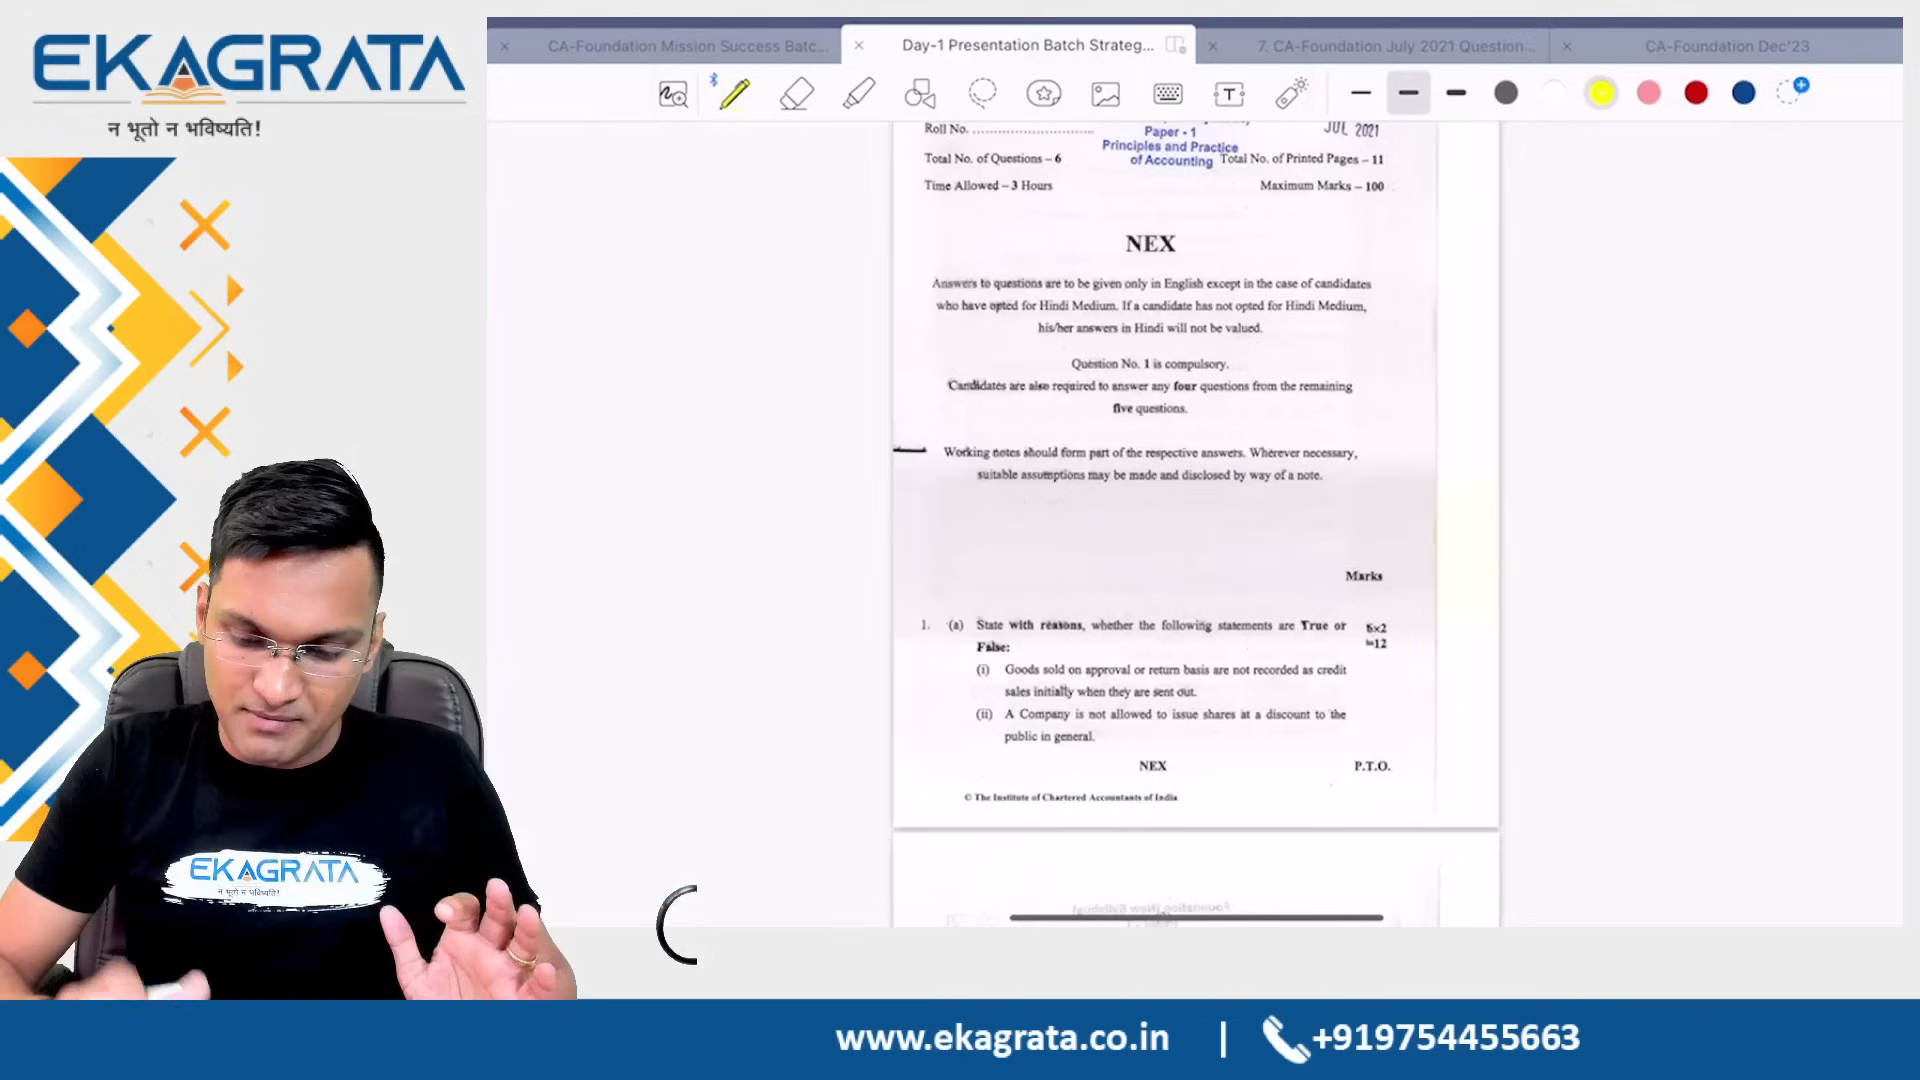 EKAGRATA
न भूतो न भविष्यति!
CA-Foundation Mission Success Batc...
Day-1 Presentation Batch Strateg...
7. CA-Foundation July 2021 Question...
CA-Foundation Dec'23
Roll No.
Paper - 1
Principles and Practice
of Accounting
JUL 2021
Total No. of Questions – 6
Total No. of Printed Pages – 11
Time Allowed – 3 Hours
Maximum Marks – 100
NEX
Answers to questions are to be given only in English except in the case of candidates
who have opted for Hindi Medium. If a candidate has not opted for Hindi Medium,
his/her answers in Hindi will not be valued.
Question No. 1 is compulsory.
Candidates are also required to answer any four questions from the remaining
five questions.
Working notes should form part of the respective answers. Wherever necessary,
suitable assumptions may be made and disclosed by way of a note.
Marks
1. (a) State with reasons, whether the following statements are True or 6×2
False: =12
(i) Goods sold on approval or return basis are not recorded as credit
sales initially when they are sent out.
(ii) A Company is not allowed to issue shares at a discount to the
public in general.
NEX
P.T.O.
© The Institute of Chartered Accountants of India
EKAGRATA
न भूतो न भविष्यति!
www.ekagrata.co.in | +919754455663